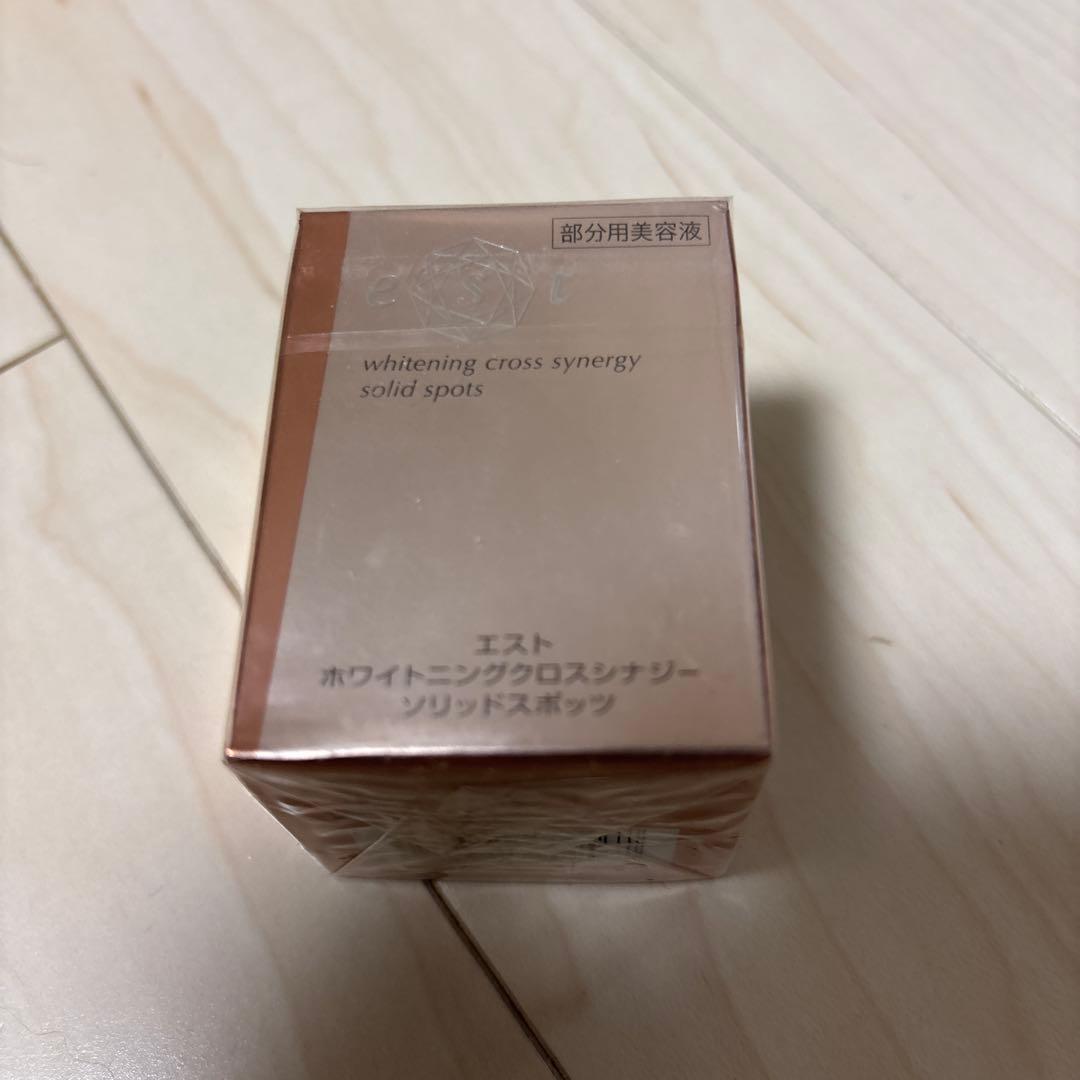 部分用美容液
est
whitening cross synergy
solid spots
エスト
ホワイトニングクロスシナジー
ソリッドスポッツ